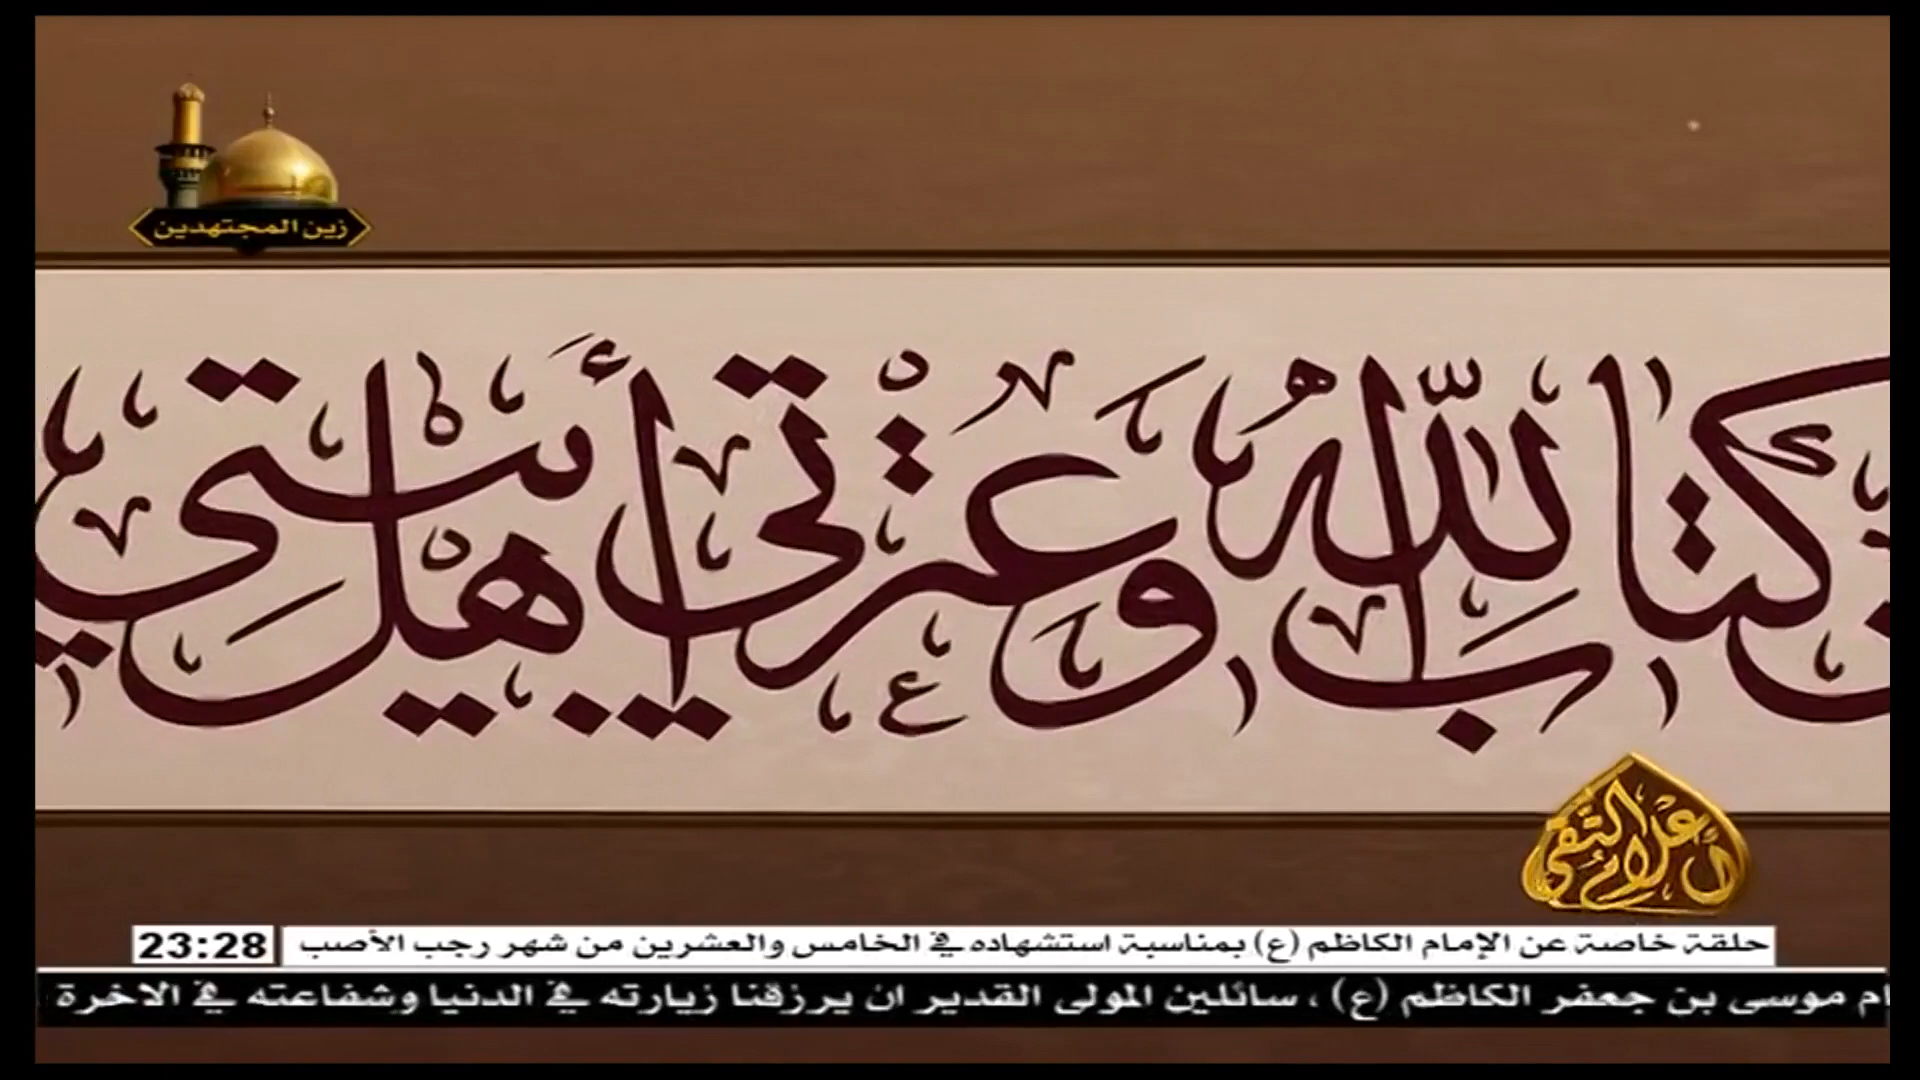 زين المجتهدين
كتاب الله وعترتي أهل بيتي
أعلام التقى
حلقة خاصة عن الإمام الكاظم (ع) بمناسبة استشهاده في الخامس والعشرين من شهر رجب الأصب
23:28
ام موسى بن جعفر الكاظم (ع) ، سائلين المولى القدير ان يرزقنا زيارته في الدنيا وشفاعته في الاخرة